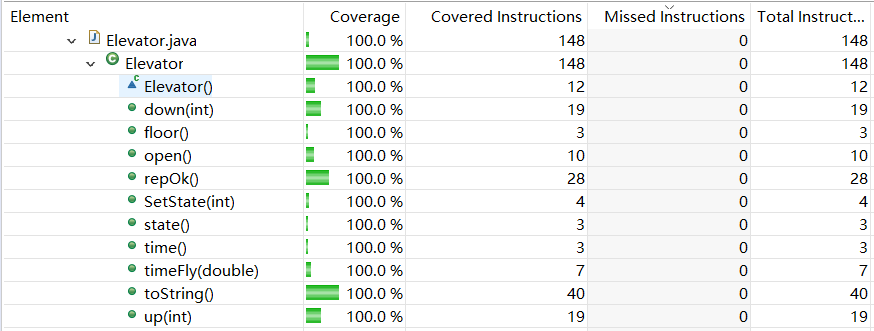 Element Coverage Covered Instructions Missed Instructions Total Instruct...
Elevator.java 100.0 % 148 0 148
Elevator 100.0 % 148 0 148
Elevator() 100.0 % 12 0 12
down(int) 100.0 % 19 0 19
floor() 100.0 % 3 0 3
open() 100.0 % 10 0 10
repOk() 100.0 % 28 0 28
SetState(int) 100.0 % 4 0 4
state() 100.0 % 3 0 3
time() 100.0 % 3 0 3
timeFly(double) 100.0 % 7 0 7
toString() 100.0 % 40 0 40
up(int) 100.0 % 19 0 19